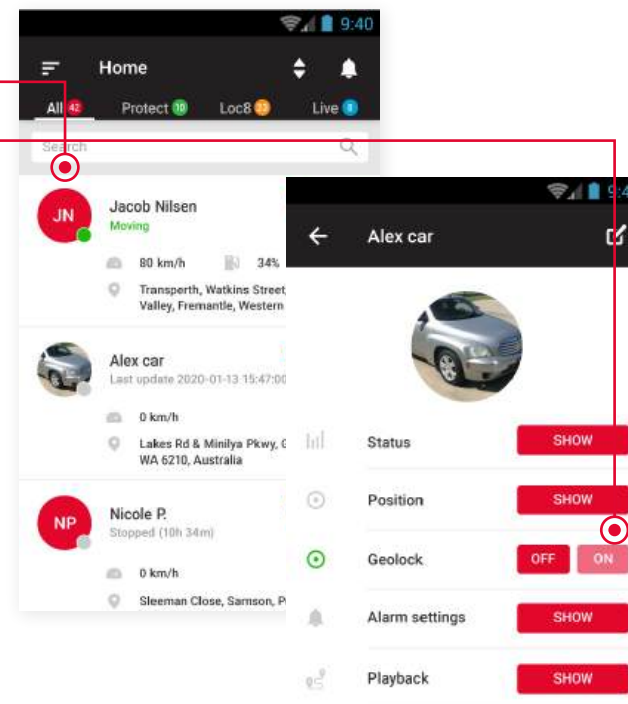 9:40
Home
All 42 Protect 10 Loc8 23 Live 8
Search
JN
Jacob Nilsen
Moving
80 km/h 34%
Transperth, Watkins Street,
Valley, Fremantle, Western
Alex car
Last update 2020-01-13 15:47:00
0 km/h
Lakes Rd & Minilya Pkwy, G
WA 6210, Australia
NP
Nicole P.
Stopped (10h 34m)
0 km/h
Sleeman Close, Samson, P
9:4
Alex car
Status SHOW
Position SHOW
Geolock OFF ON
Alarm settings SHOW
Playback SHOW